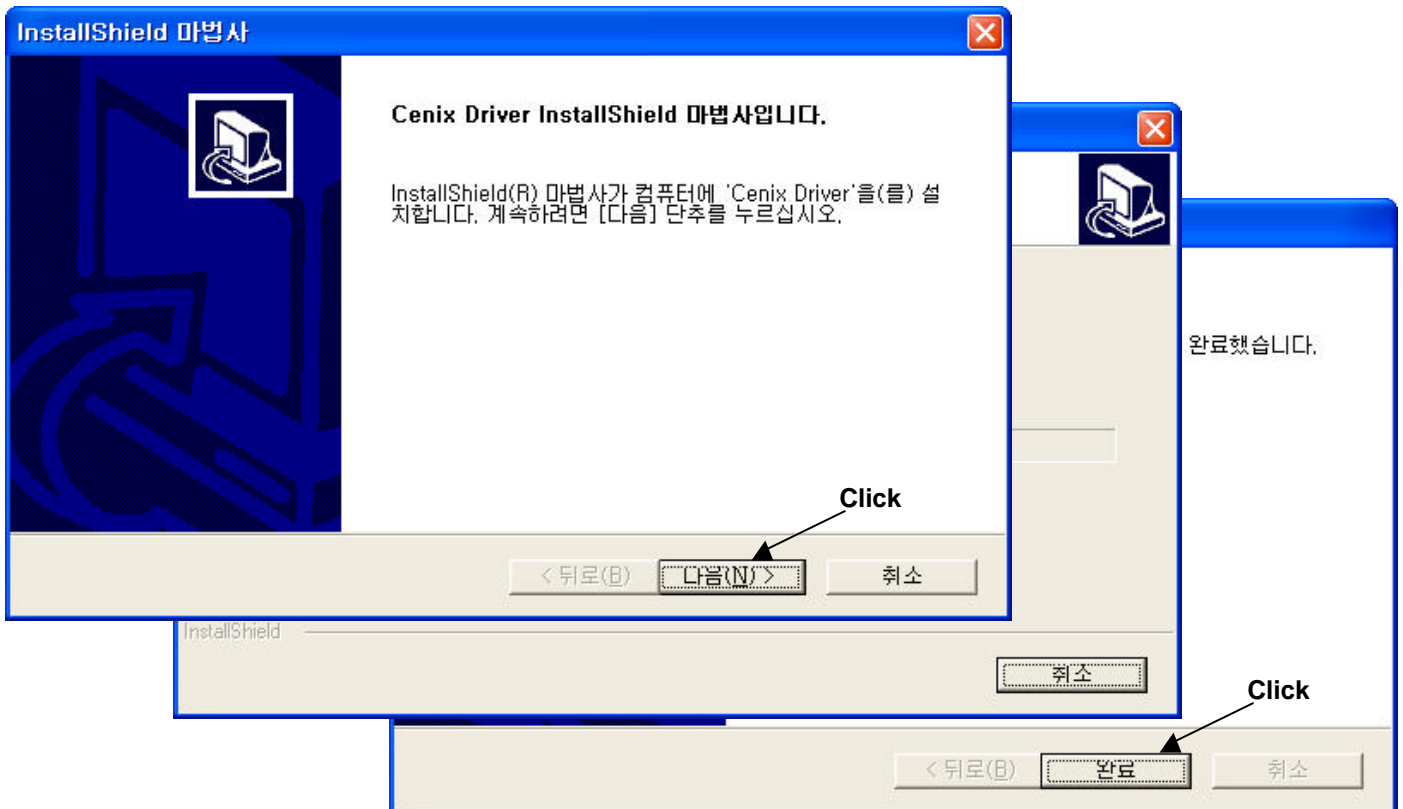 InstallShield 마법사
Cenix Driver InstallShield 마법사입니다.
InstallShield(R) 마법사가 컴퓨터에 'Cenix Driver'을(를) 설
치합니다. 계속하려면 [다음] 단추를 누르십시오.
Click
< 뒤로(B) 다음(N) > 취소
InstallShield
취소
완료했습니다.
Click
< 뒤로(B) 완료 취소